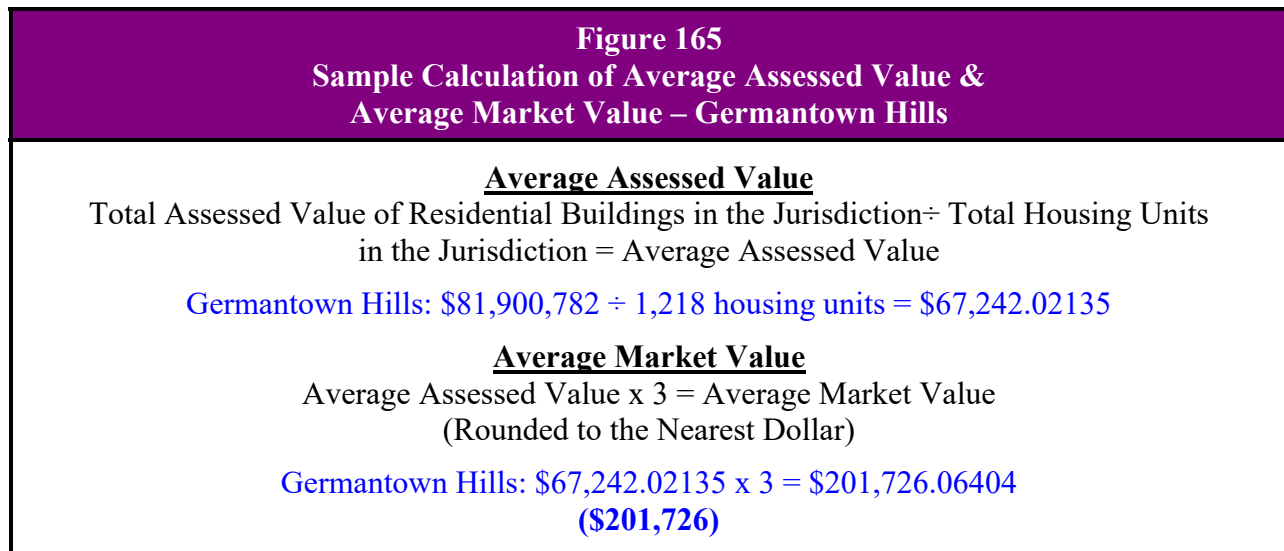 Figure 165
Sample Calculation of Average Assessed Value &
Average Market Value – Germantown Hills
Average Assessed Value
Total Assessed Value of Residential Buildings in the Jurisdiction÷ Total Housing Units
in the Jurisdiction = Average Assessed Value
Germantown Hills: $81,900,782 ÷ 1,218 housing units = $67,242.02135
Average Market Value
Average Assessed Value x 3 = Average Market Value
(Rounded to the Nearest Dollar)
Germantown Hills: $67,242.02135 x 3 = $201,726.06404
($201,726)